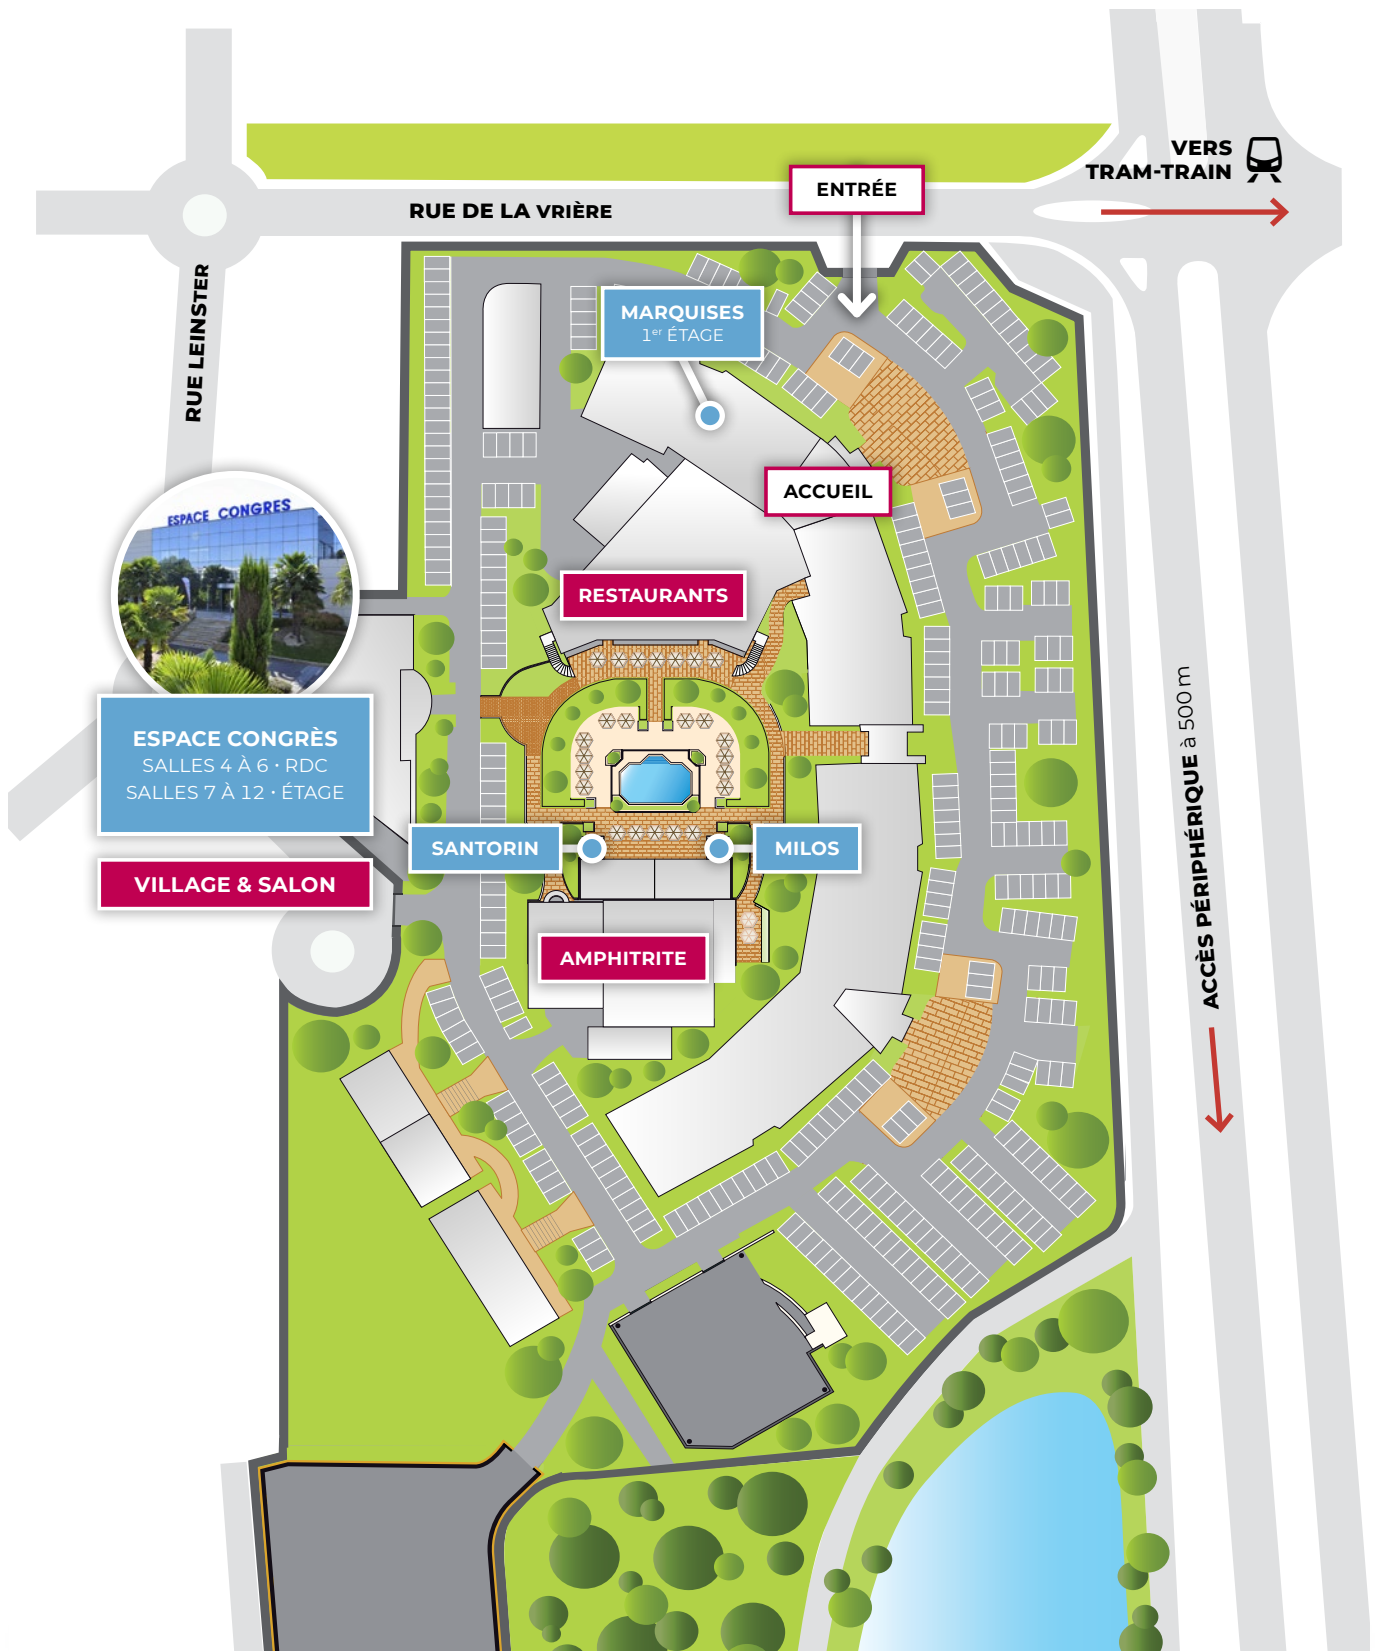 VERS
TRAM-TRAIN
ENTRÉE
RUE DE LA VRIÈRE
RUE LEINSTER
MARQUISES
1er ÉTAGE
ACCUEIL
ESPACE CONGRES
RESTAURANTS
ESPACE CONGRÈS
SALLES 4 À 6 • RDC
SALLES 7 À 12 • ÉTAGE
SANTORIN
MILOS
VILLAGE & SALON
AMPHITRITE
ACCÈS PÉRIPHÉRIQUE à 500 m